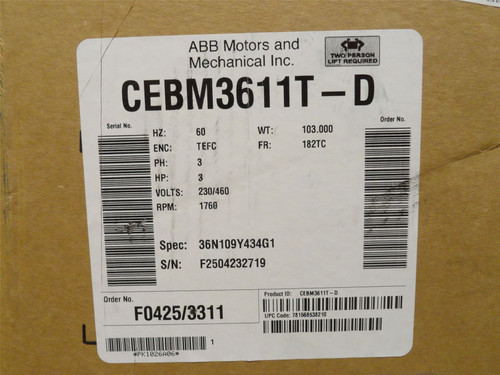 ABB Motors and
Mechanical Inc.
TWO PERSON
LIFT REQUIRED
CEBM3611T-D
Serial No.
Order No.
HZ: 60 WT: 103.000
ENC: TEFC FR: 182TC
PH: 3
HP: 3
VOLTS: 230/460
RPM: 1760
Spec: 36N109Y434G1
S/N: F2504232719
Order No.
F0425/3311
Product ID: CEBM3611T-D
UPC Code: 781568538210
*PK1026A06* 1